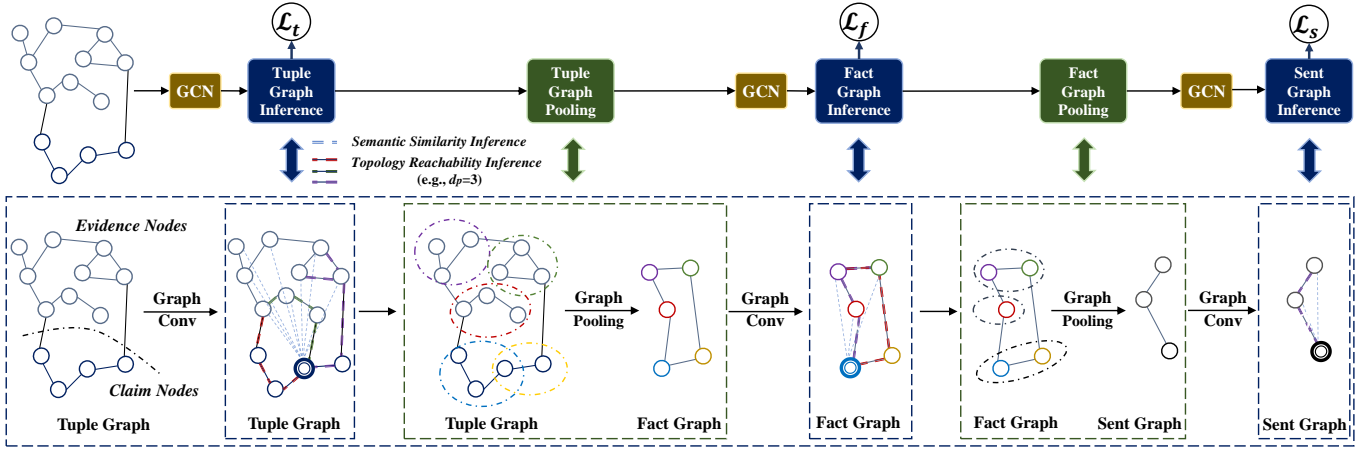 ℒt
ℒf
ℒs
GCN
Tuple
Graph
Inference
Tuple
Graph
Pooling
GCN
Fact
Graph
Inference
Fact
Graph
Pooling
GCN
Sent
Graph
Inference
Semantic Similarity Inference
Topology Reachability Inference
(e.g., dp=3)
Evidence Nodes
Graph
Conv
Claim Nodes
Tuple Graph
Tuple Graph
Graph
Pooling
Tuple Graph
Fact Graph
Graph
Conv
Fact Graph
Graph
Pooling
Fact Graph
Sent Graph
Graph
Conv
Sent Graph